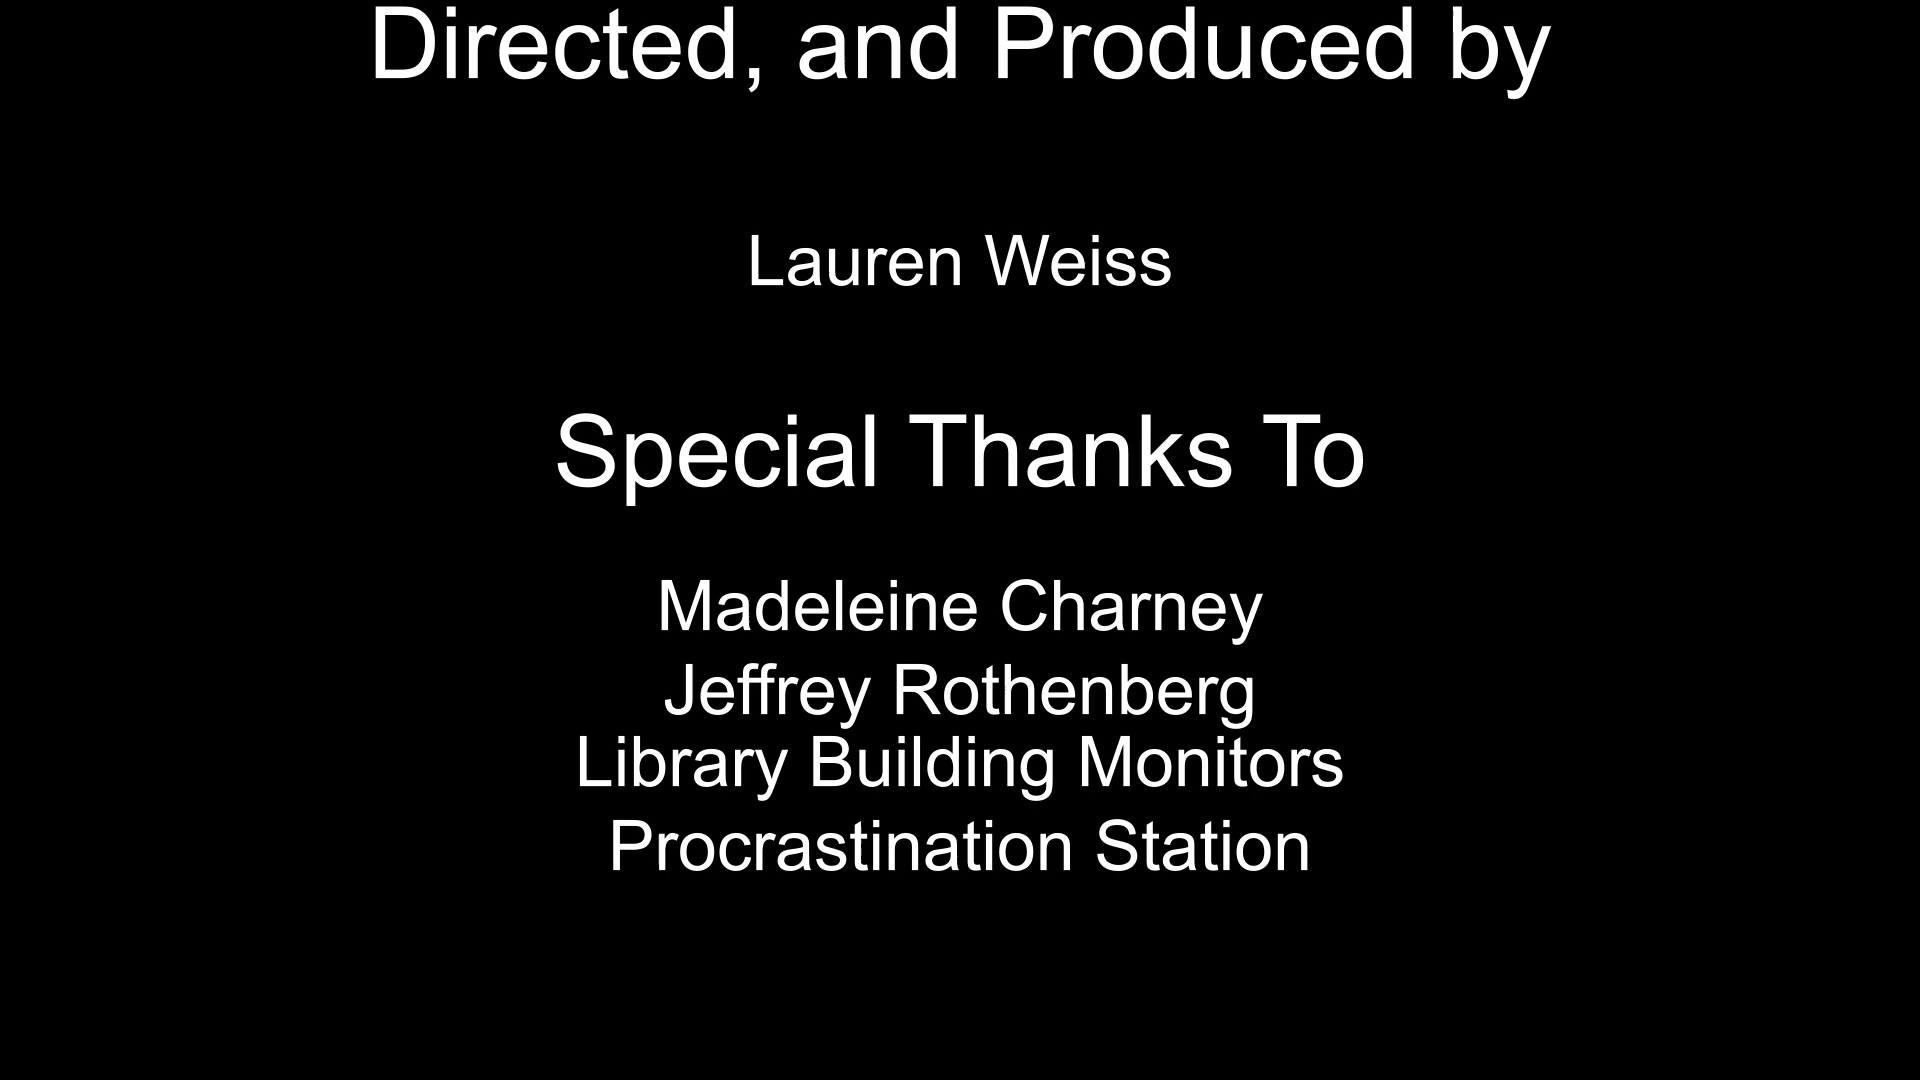 Directed, and Produced by
Lauren Weiss
Special Thanks To
Madeleine Charney
Jeffrey Rothenberg
Library Building Monitors
Procrastination Station